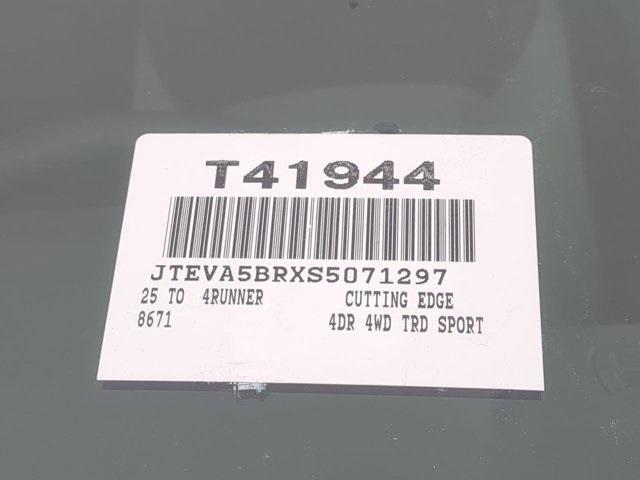 T41944
JTEVA5BRXS5071297
25 TO 4RUNNER CUTTING EDGE
8671 4DR 4WD TRD SPORT